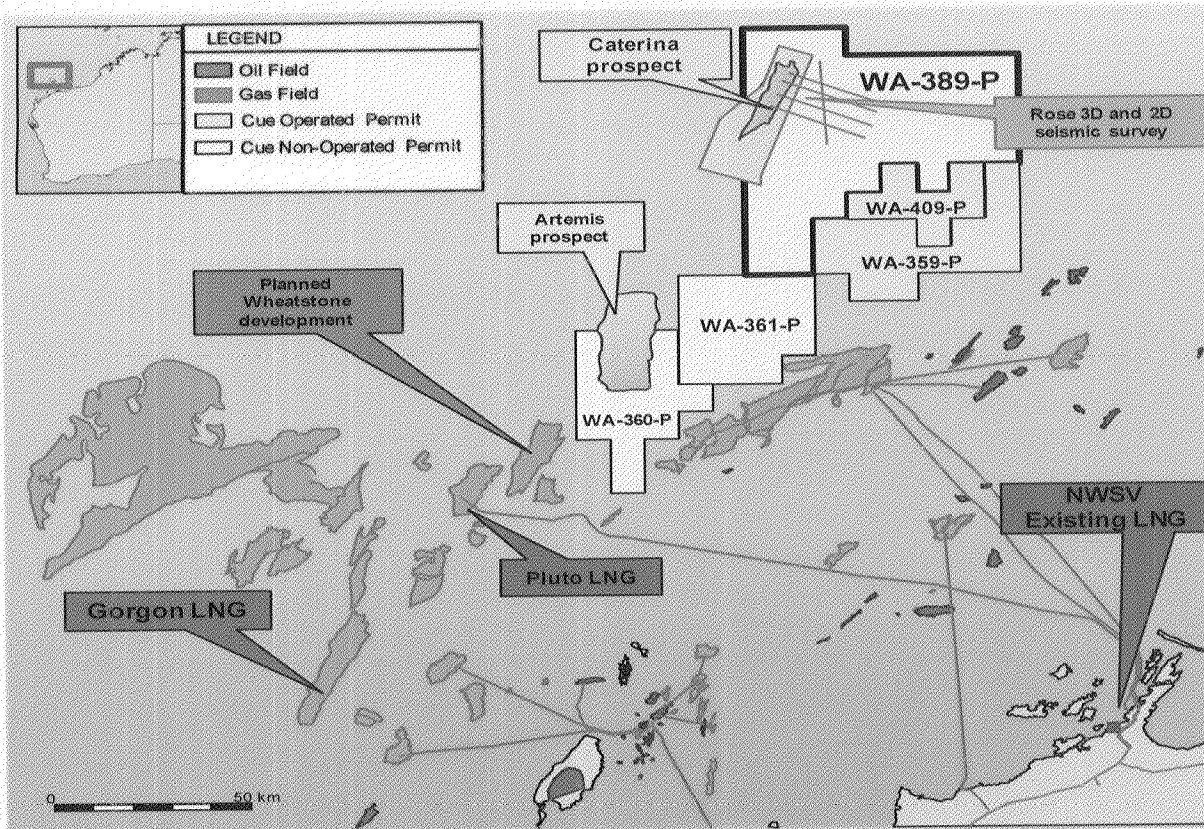 LEGEND
Oil Field
Gas Field
Cue Operated Permit
Cue Non-Operated Permit
Caterina
prospect
WA-389-P
Rose 3D and 2D
seismic survey
WA-409-P
Artemis
prospect
WA-359-P
Planned
Wheatstone
development
WA-361-P
WA-360-P
NWSV
Existing LNG
Pluto LNG
Gorgon LNG
0 50 km